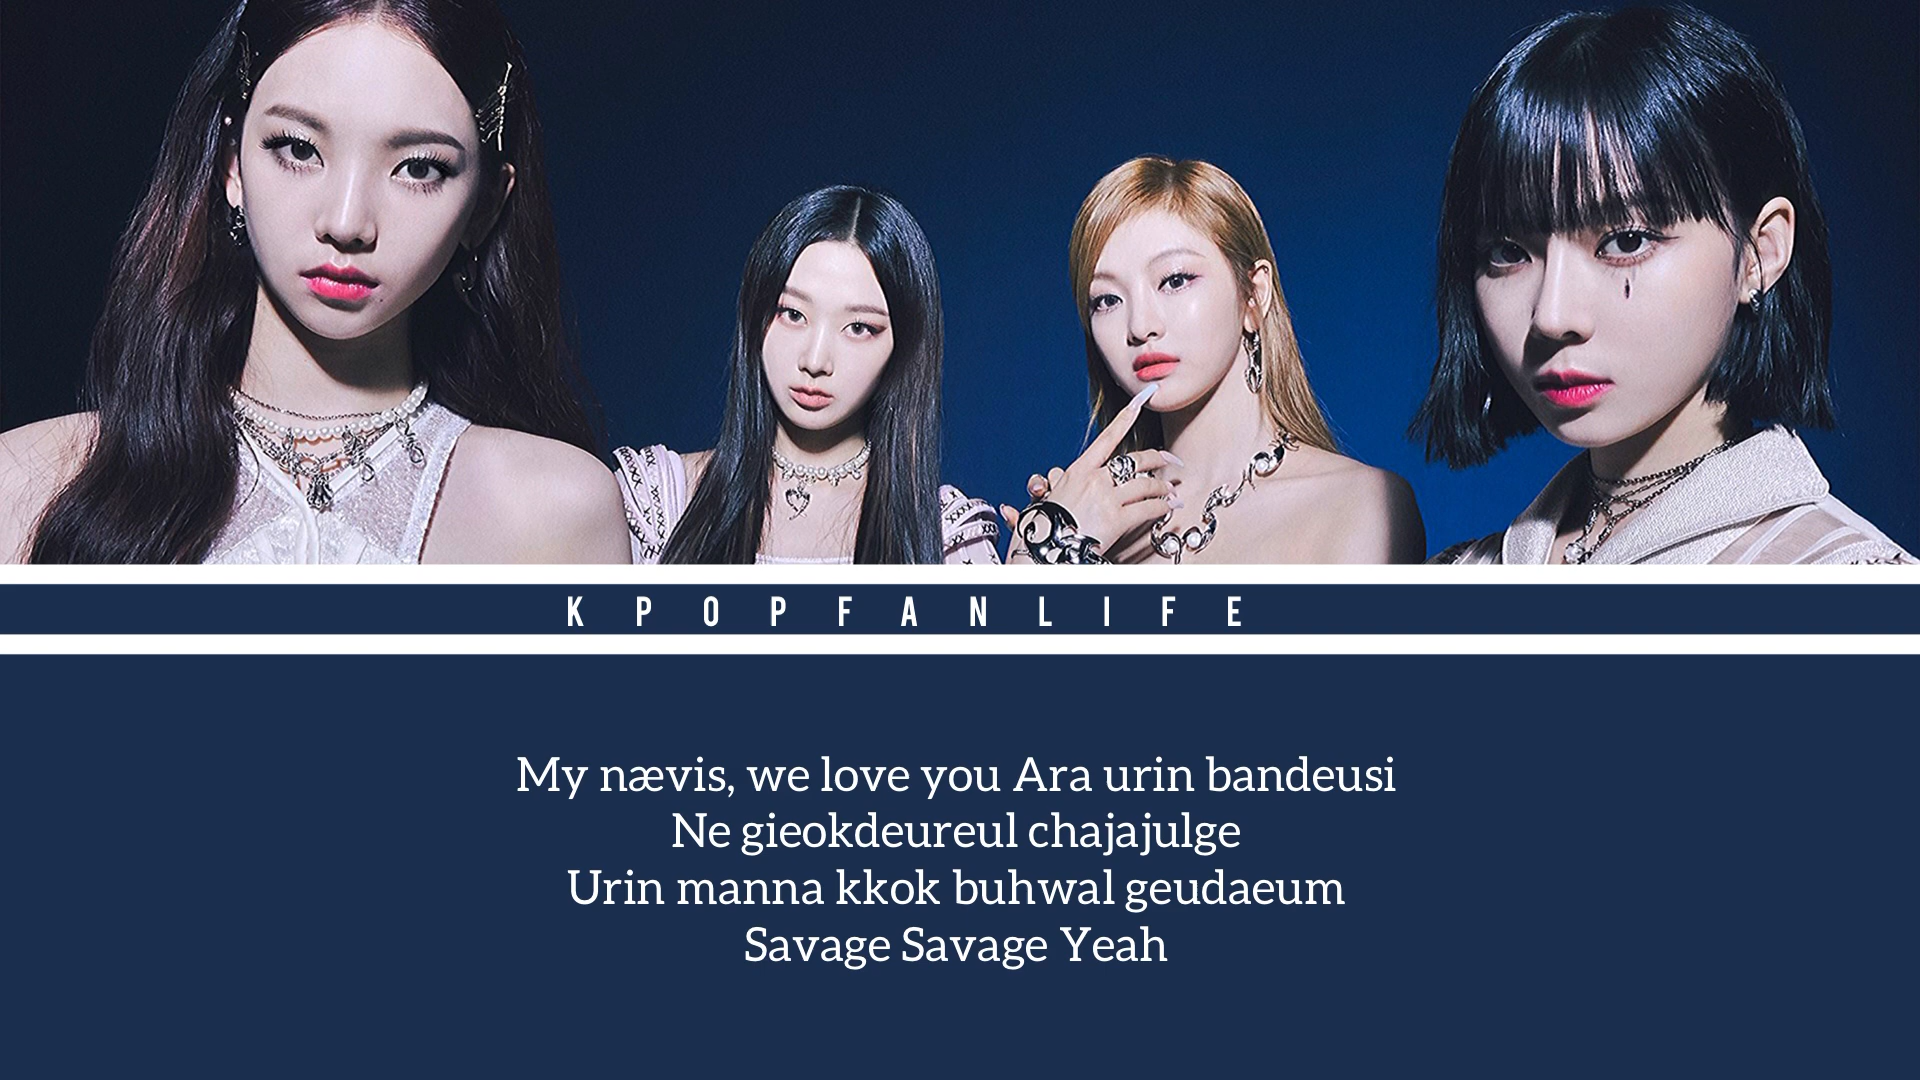 KPOPFANLIFE
My nævis, we love you Ara urin bandeusi
Ne gieokdeureul chajajulge
Urin manna kkok buhwal geudaeum
Savage Savage Yeah